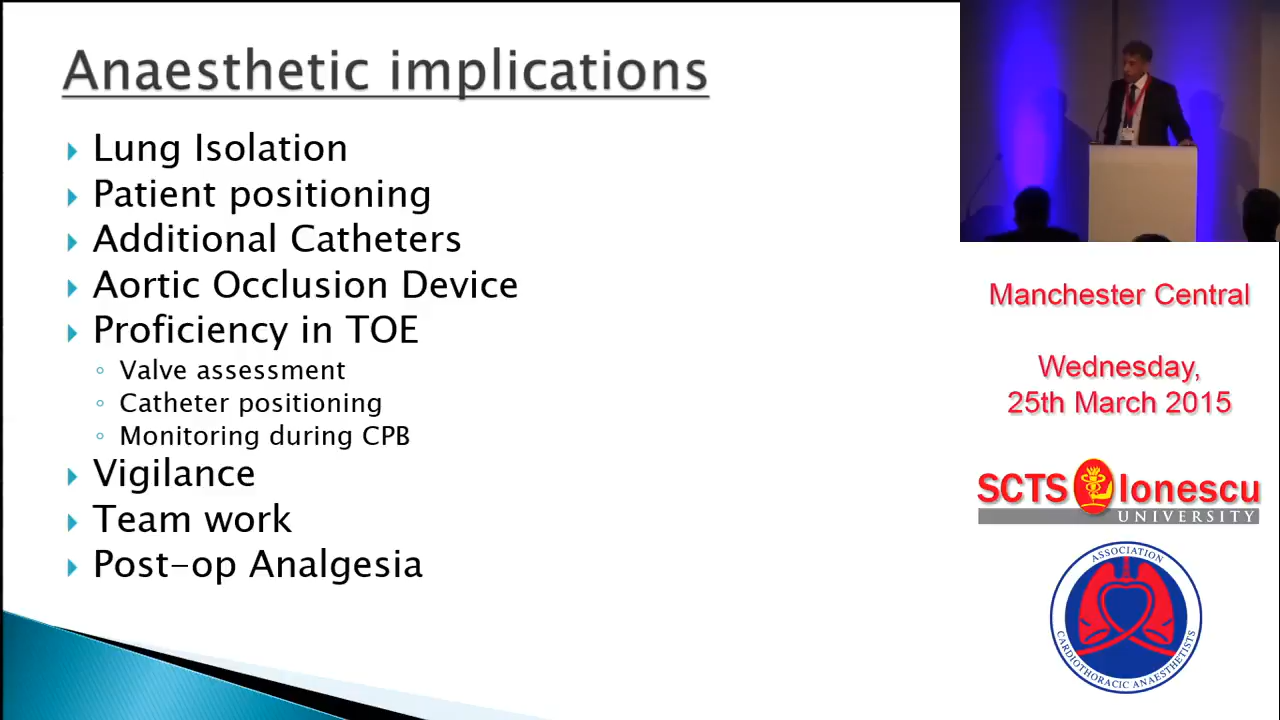 Anaesthetic implications
Lung Isolation
Patient positioning
Additional Catheters
Aortic Occlusion Device
Proficiency in TOE
Valve assessment
Catheter positioning
Monitoring during CPB
Vigilance
Team work
Post-op Analgesia
Manchester Central
Wednesday,
25th March 2015
SCTS Ionescu
UNIVERSITY
ASSOCIATION
CARDIOTHORACIC ANAESTHETISTS